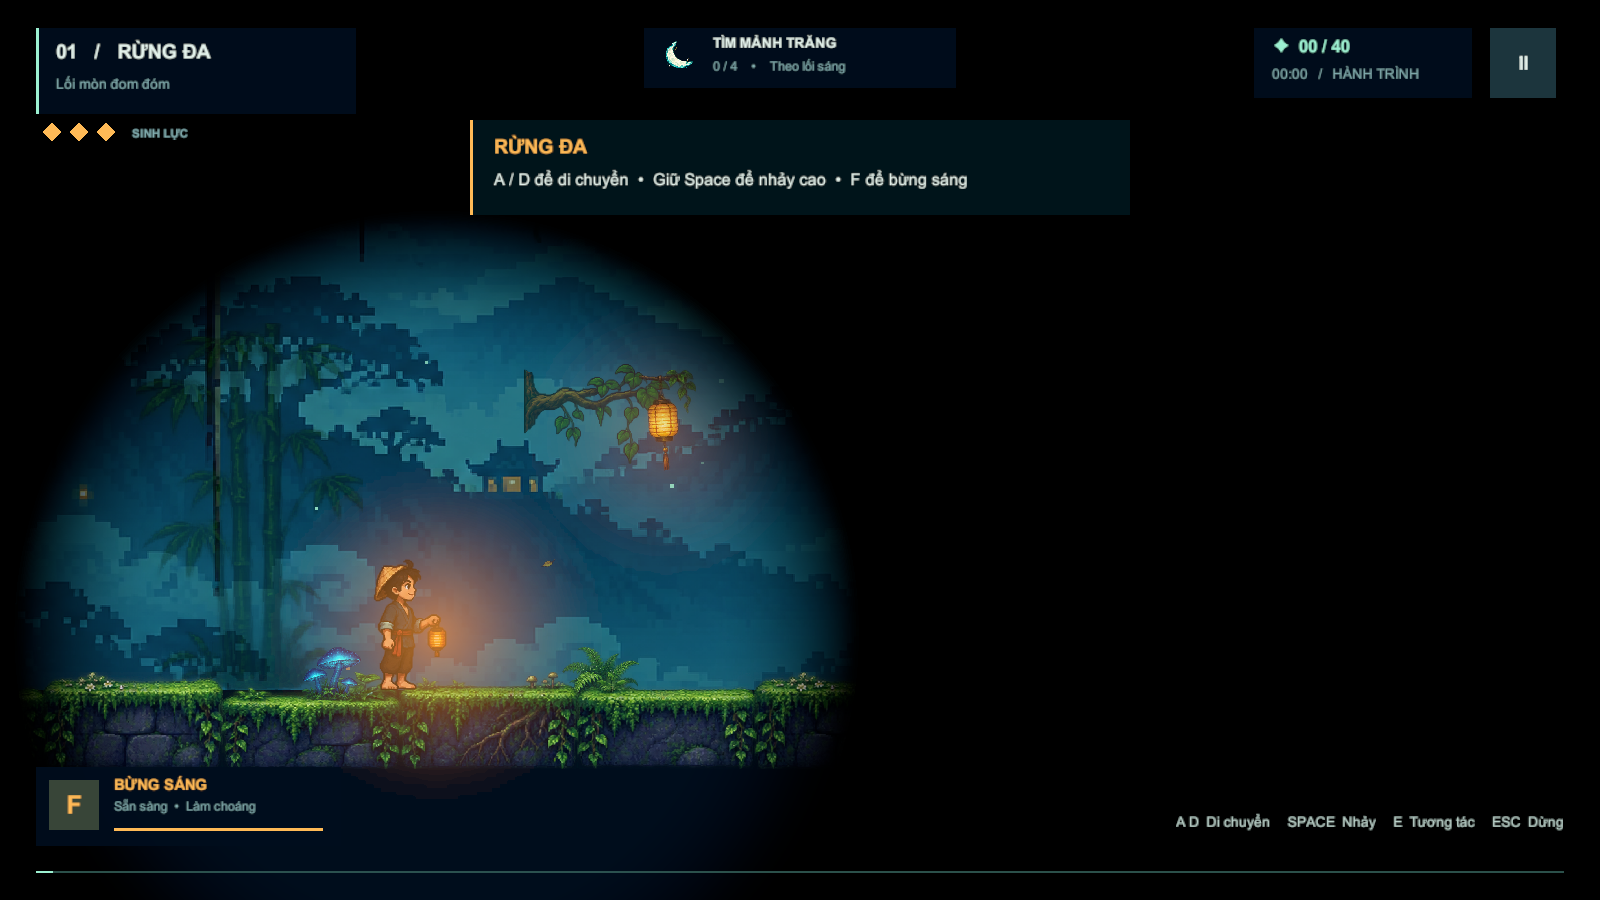 01 / RỪNG ĐA
Lối mòn đom đóm
SINH LỰC
TÌM MẢNH TRĂNG
0 / 4 • Theo lối sáng
00 / 40
00:00 / HÀNH TRÌNH
RỪNG ĐA
A / D để di chuyển • Giữ Space để nhảy cao • F để bừng sáng
F
BỪNG SÁNG
Sẵn sàng • Làm choáng
A D Di chuyển SPACE Nhảy E Tương tác ESC Dừng